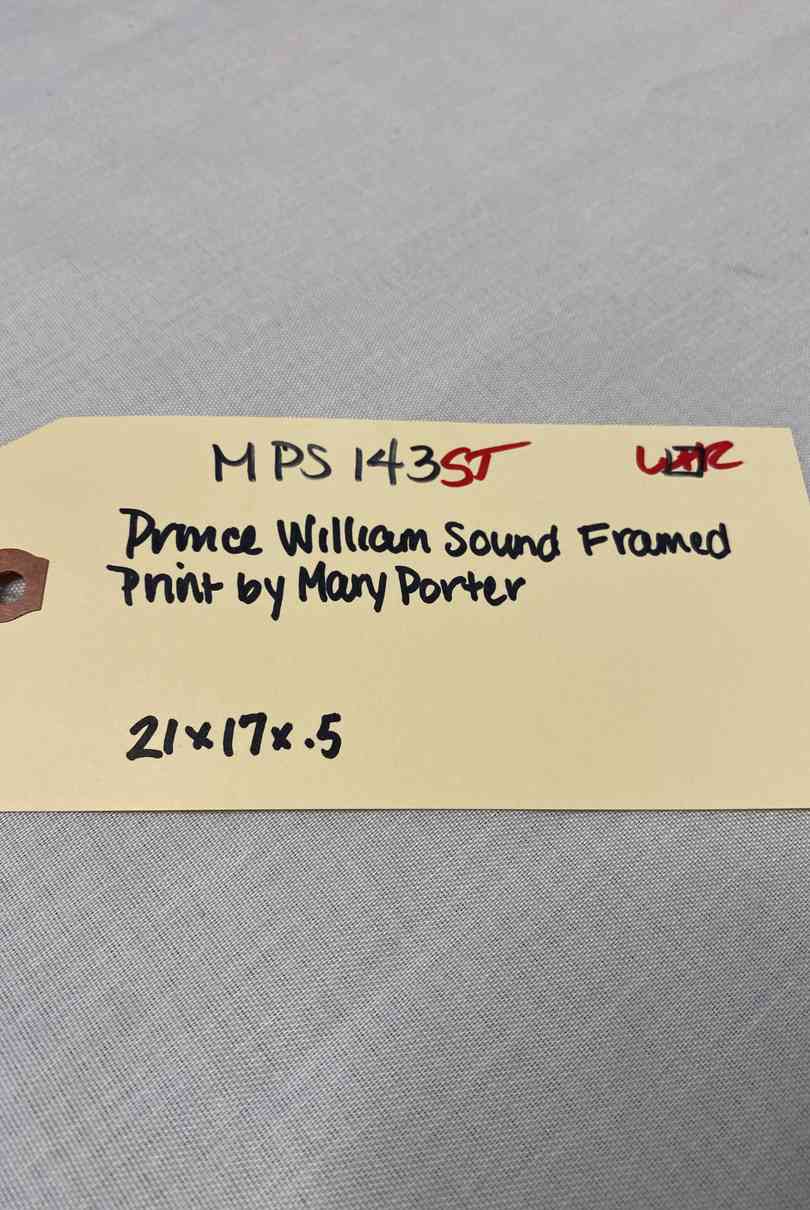 MPS 143ST
Prince William Sound Framed
Print by Mary Porter
21x17x.5